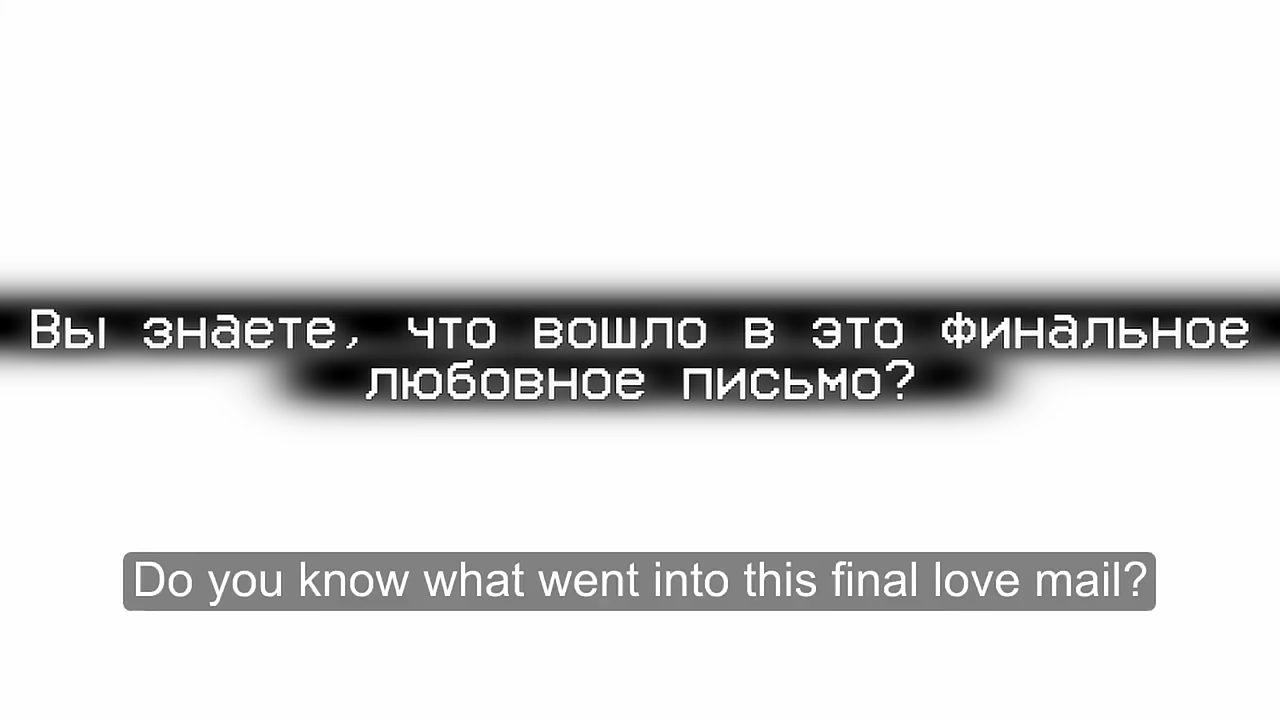 Вы знаете, что вошло в это финальное
любовное письмо?
Do you know what went into this final love mail?